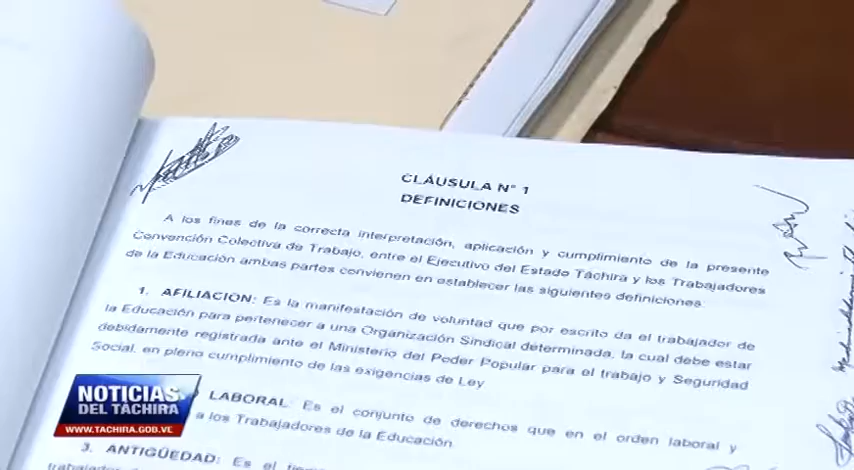 CLÁUSULA N° 1
DEFINICIONES
A los fines de la correcta interpretación, aplicación y cumplimiento de la presente
Convención Colectiva de Trabajo, entre el Ejecutivo del Estado Táchira y los Trabajadores
de la Educación ambas partes convienen en establecer las siguientes definiciones:
1. AFILIACIÓN: Es la manifestación de voluntad que por escrito da el trabajador de
la Educación para pertenecer a una Organización Sindical determinada, la cual debe estar
debidamente registrada ante el Ministerio del Poder Popular para el trabajo y Seguridad
Social, en pleno cumplimiento de las exigencias de Ley
LABORAL: Es el conjunto de derechos que en el orden laboral y
a los Trabajadores de la Educación.
3. ANTIGÜEDAD: Es el
NOTICIAS
DEL TÁCHIRA
WWW.TACHIRA.GOB.VE